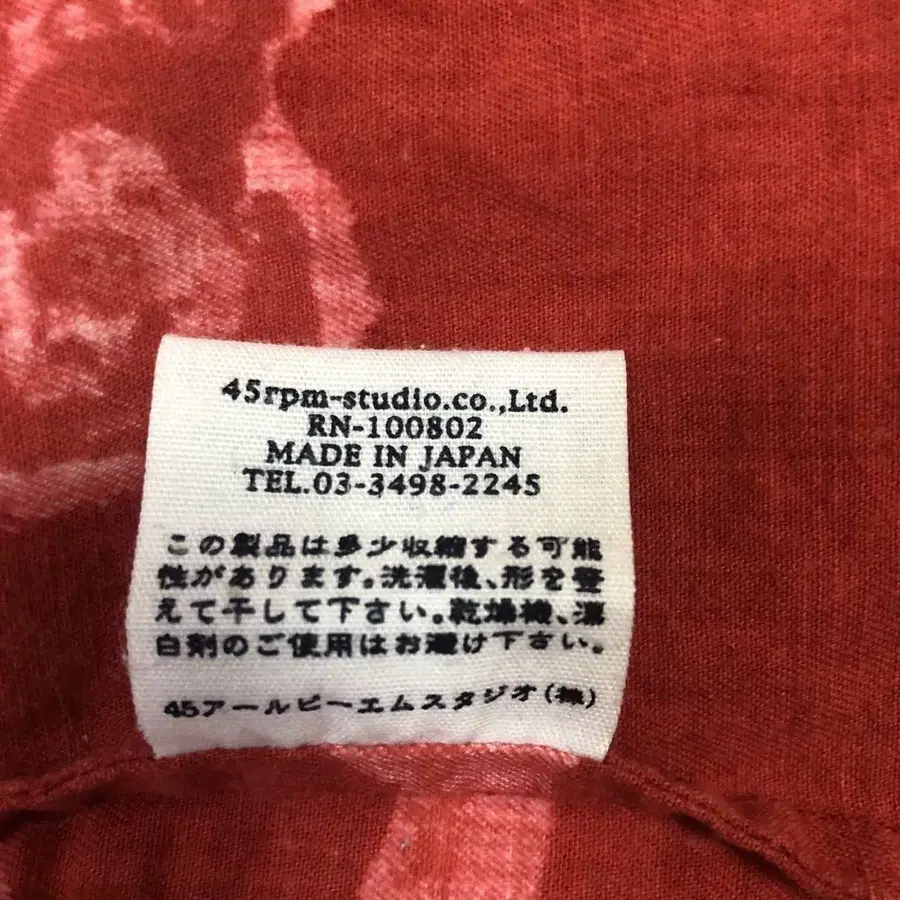 45rpm-studio.co.,Ltd.
RN-100802
MADE IN JAPAN
TEL.03-3498-2245
この製品は多少収縮する可能
性があります。洗濯後、形を整
えて干して下さい。乾燥機、漂
白剤のご使用はお避け下さい。
45アールピーエムスタジオ(株)